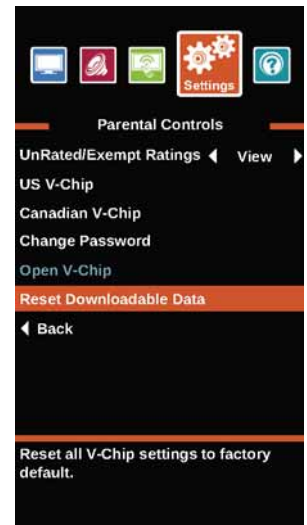 Settings
Parental Controls
UnRated/Exempt Ratings View
US V-Chip
Canadian V-Chip
Change Password
Open V-Chip
Reset Downloadable Data
Back
Reset all V-Chip settings to factory
default.